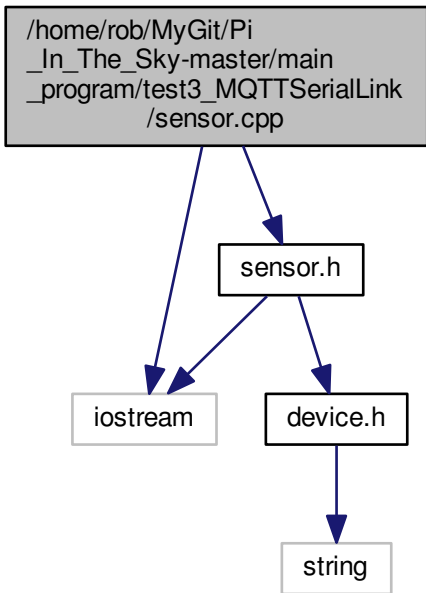 /home/rob/MyGit/Pi
_In_The_Sky-master/main
_program/test3_MQTTSerialLink
/sensor.cpp
sensor.h
iostream
device.h
string